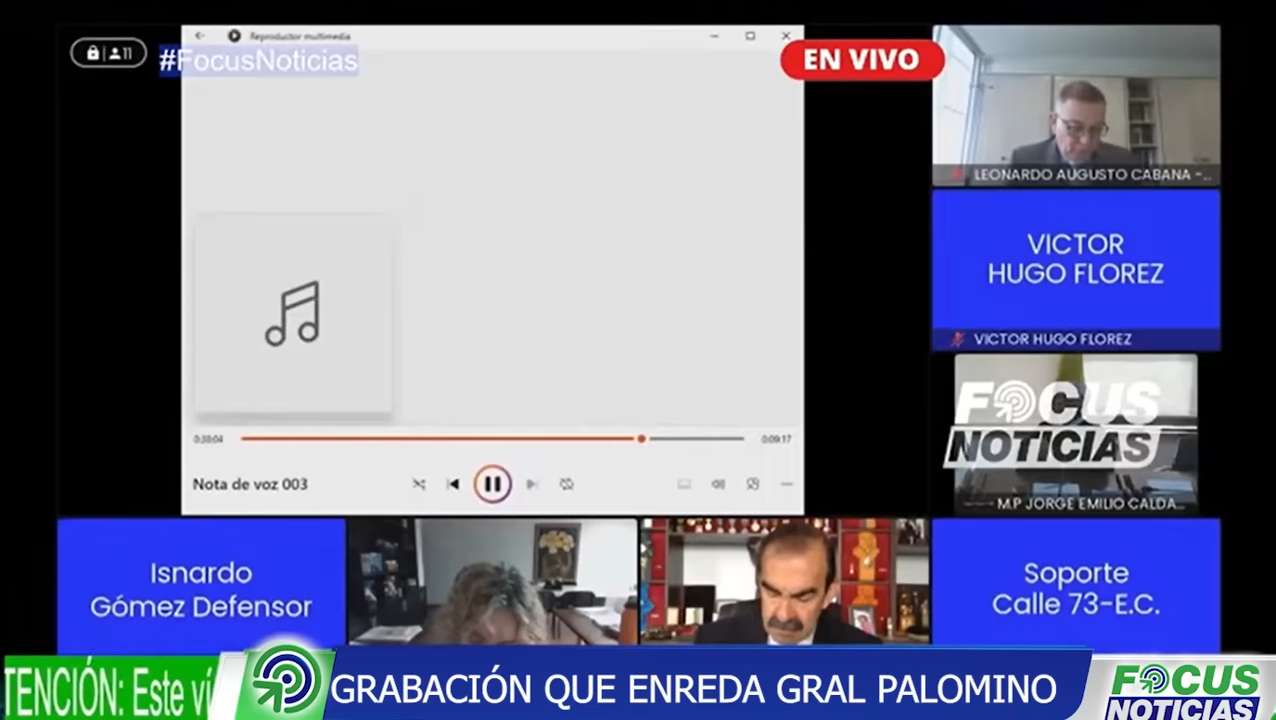 11
#FocusNoticias
Reproductor multimedia
EN VIVO
LEONARDO AUGUSTO CABANA -...
VICTOR
HUGO FLOREZ
VICTOR HUGO FLOREZ
FOCUS
NOTICIAS
M.P JORGE EMILIO CALDA...
0:38:04
0:09:17
Nota de voz 003
Isnardo
Gómez Defensor
Soporte
Calle 73-E.C.
TENCIÓN: Este ví
GRABACIÓN QUE ENREDA GRAL PALOMINO
FOCUS
NOTICIAS